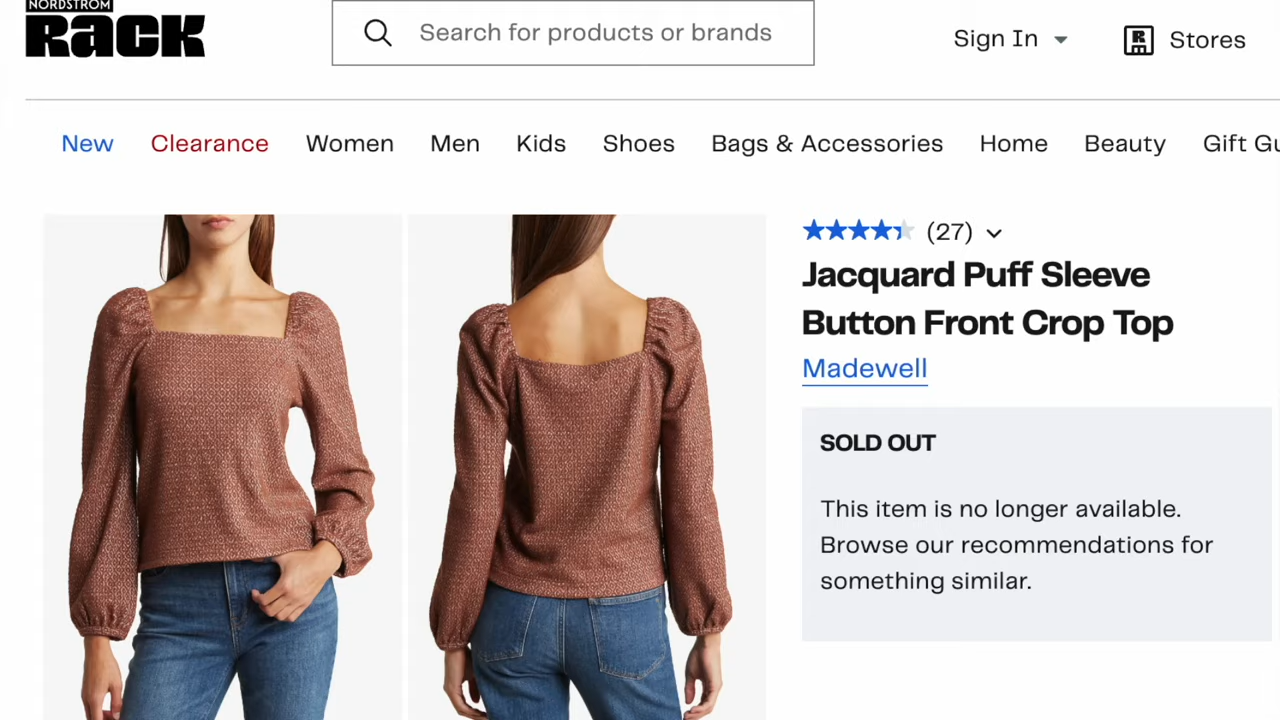 NORDSTROM
Rack
Search for products or brands
Sign In
Stores
New Clearance Women Men Kids Shoes Bags & Accessories Home Beauty Gift Gu
(27)
Jacquard Puff Sleeve
Button Front Crop Top
Madewell
SOLD OUT
This item is no longer available.
Browse our recommendations for
something similar.